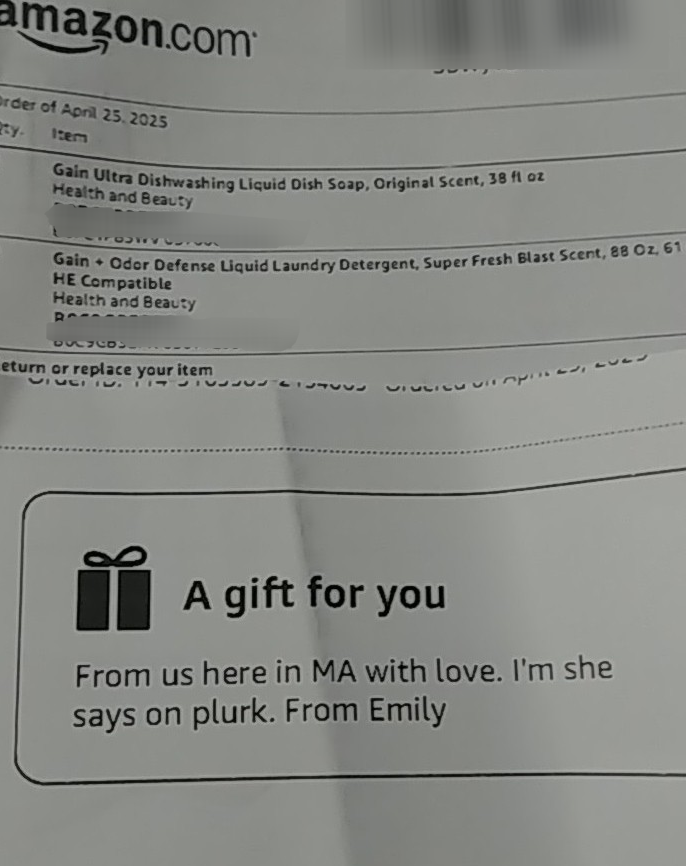 amazon.com
Order of April 25, 2025
Qty. Item
Gain Ultra Dishwashing Liquid Dish Soap, Original Scent, 38 fl oz
Health and Beauty
Gain + Odor Defense Liquid Laundry Detergent, Super Fresh Blast Scent, 88 Oz, 61
HE Compatible
Health and Beauty
eturn or replace your item
A gift for you
From us here in MA with love. I'm she
says on plurk. From Emily